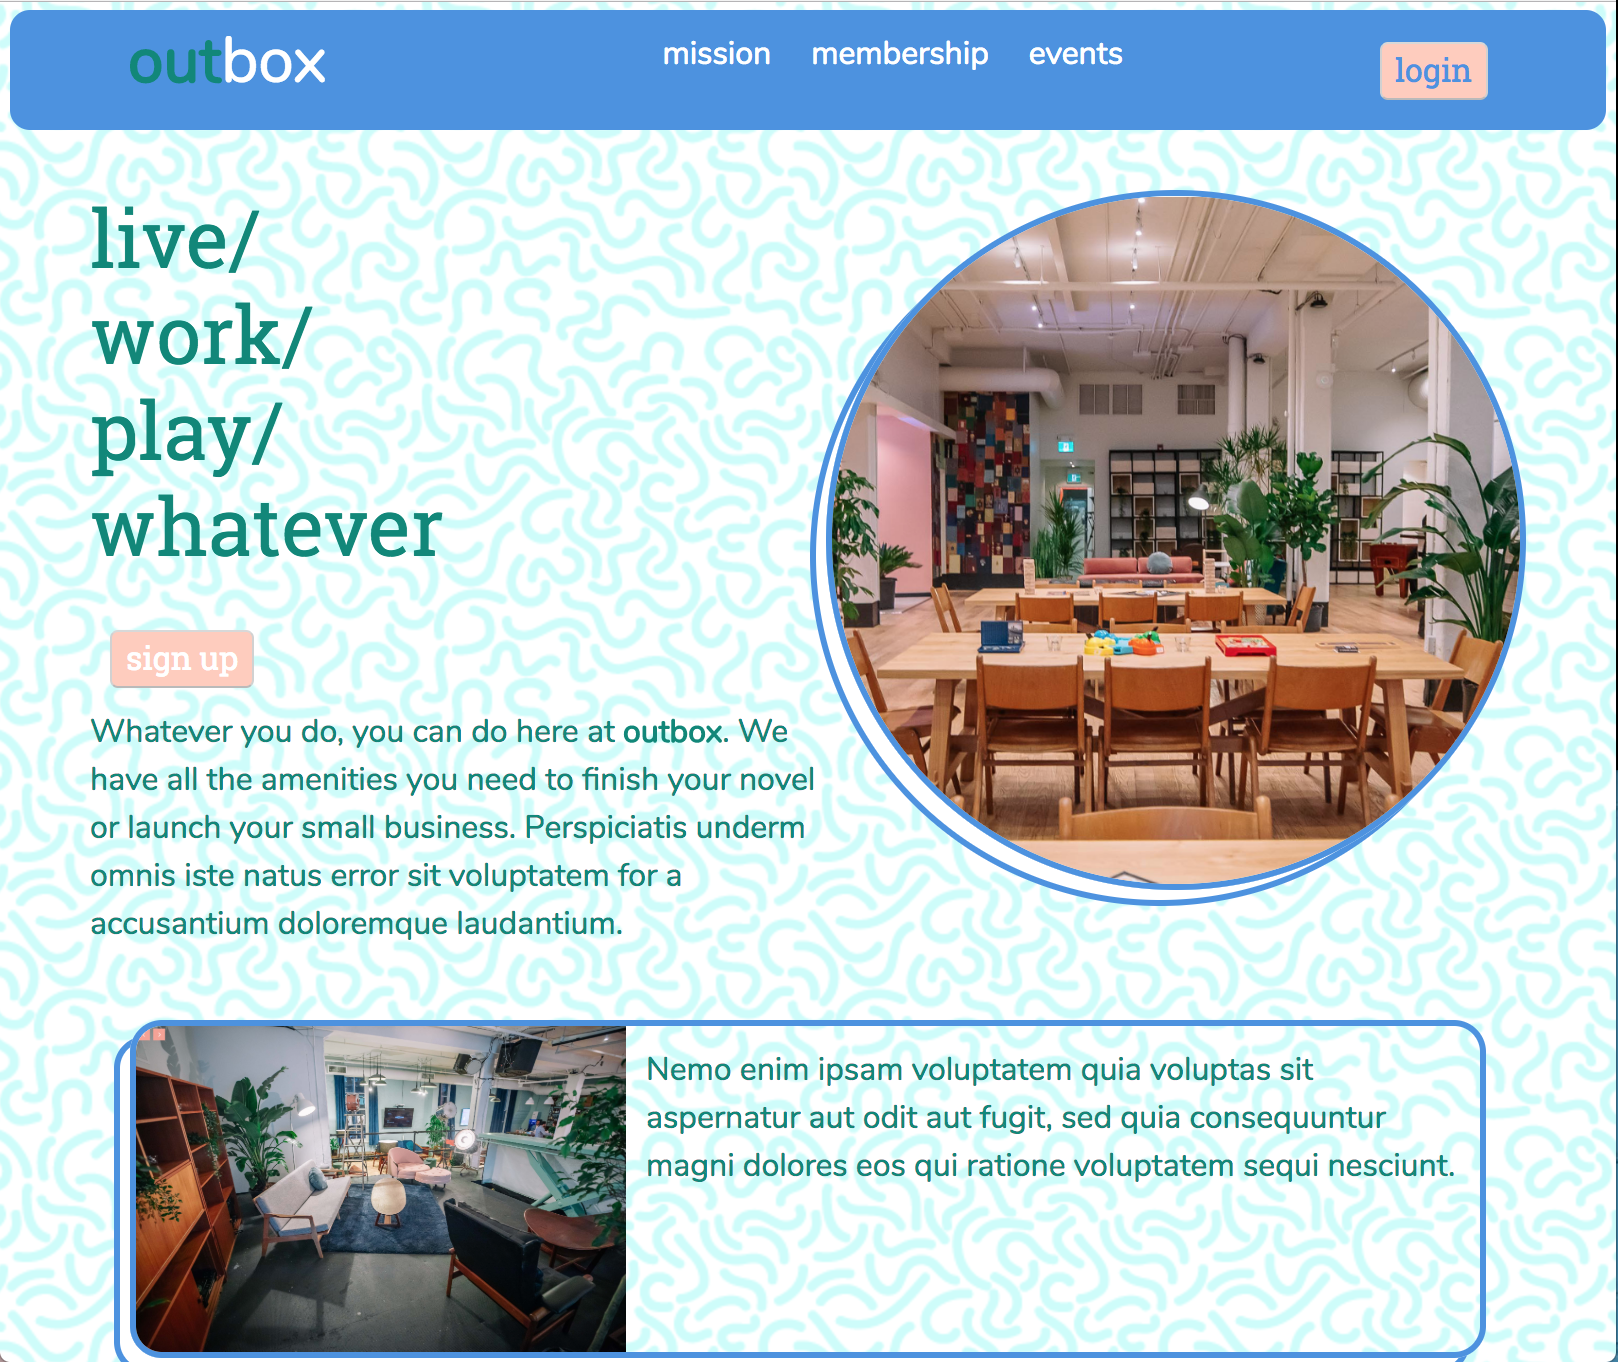 outbox
mission membership events
login
live/
work/
play/
whatever
sign up
Whatever you do, you can do here at outbox. We
have all the amenities you need to finish your novel
or launch your small business. Perspiciatis underm
omnis iste natus error sit voluptatem for a
accusantium doloremque laudantium.
Nemo enim ipsam voluptatem quia voluptas sit
aspernatur aut odit aut fugit, sed quia consequuntur
magni dolores eos qui ratione voluptatem sequi nesciunt.